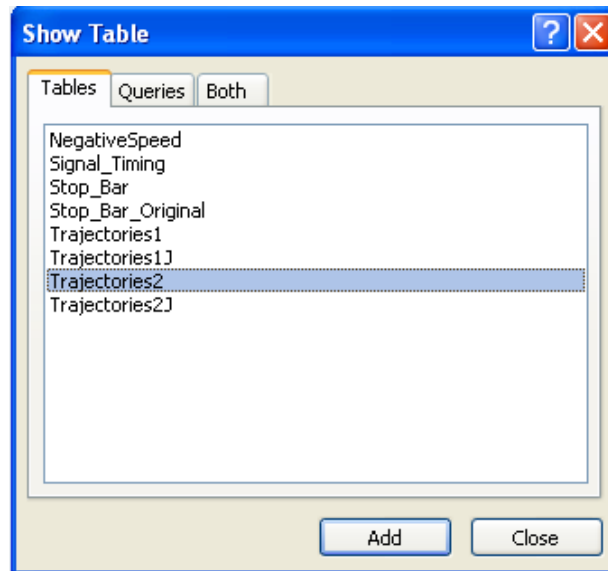 Show Table
?
Tables Queries Both
NegativeSpeed
Signal_Timing
Stop_Bar
Stop_Bar_Original
Trajectories1
Trajectories1J
Trajectories2
Trajectories2J
Add Close